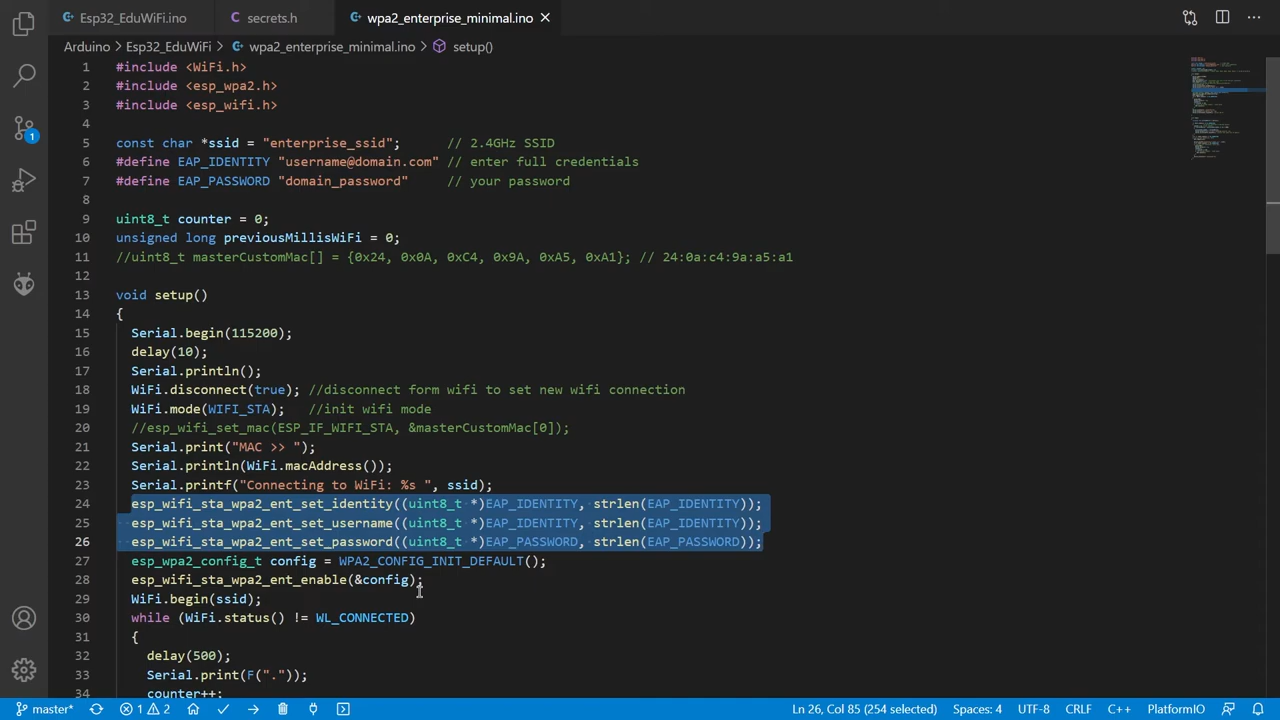 Esp32_EduWiFi.ino
secrets.h
wpa2_enterprise_minimal.ino
Arduino > Esp32_EduWiFi > wpa2_enterprise_minimal.ino > setup()
1 #include <WiFi.h>
2 #include <esp_wpa2.h>
3 #include <esp_wifi.h>
4
5 const char *ssid = "enterprise_ssid"; // 2.4GHz SSID
6 #define EAP_IDENTITY "username@domain.com" // enter full credentials
7 #define EAP_PASSWORD "domain_password" // your password
8
9 uint8_t counter = 0;
10 unsigned long previousMillisWiFi = 0;
11 //uint8_t masterCustomMac[] = {0x24, 0x0A, 0xC4, 0x9A, 0xA5, 0xA1}; // 24:0a:c4:9a:a5:a1
12
13 void setup()
14 {
15 Serial.begin(115200);
16 delay(10);
17 Serial.println();
18 WiFi.disconnect(true); //disconnect form wifi to set new wifi connection
19 WiFi.mode(WIFI_STA); //init wifi mode
20 //esp_wifi_set_mac(ESP_IF_WIFI_STA, &masterCustomMac[0]);
21 Serial.print("MAC >> ");
22 Serial.println(WiFi.macAddress());
23 Serial.printf("Connecting to WiFi: %s ", ssid);
24 esp_wifi_sta_wpa2_ent_set_identity((uint8_t *)EAP_IDENTITY, strlen(EAP_IDENTITY));
25 esp_wifi_sta_wpa2_ent_set_username((uint8_t *)EAP_IDENTITY, strlen(EAP_IDENTITY));
26 esp_wifi_sta_wpa2_ent_set_password((uint8_t *)EAP_PASSWORD, strlen(EAP_PASSWORD));
27 esp_wpa2_config_t config = WPA2_CONFIG_INIT_DEFAULT();
28 esp_wifi_sta_wpa2_ent_enable(&config);
29 WiFi.begin(ssid);
30 while (WiFi.status() != WL_CONNECTED)
31 {
32 delay(500);
33 Serial.print(F("."));
34 counter++;
1
master* 1 2 Ln 26, Col 85 (254 selected) Spaces: 4 UTF-8 CRLF C++ PlatformIO